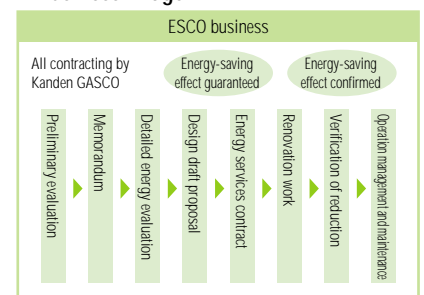 ESCO business
All contracting by
Kanden GASCO
Energy-saving
effect guaranteed
Energy-saving
effect confirmed
Preliminary evaluation
Memorandum
Detailed energy evaluation
Design draft proposal
Energy services contract
Renovation work
Verification of reduction
Operation management and maintenance